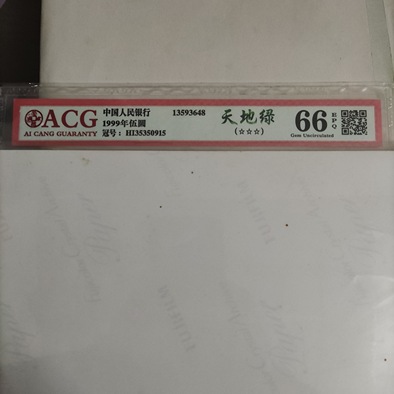 ACG
AI CANG GUARANTY
中国人民银行 13593648
1999年伍圆
冠号：HI35350915
天地绿
(☆☆☆)
66 EPQ
Gem Uncirculated